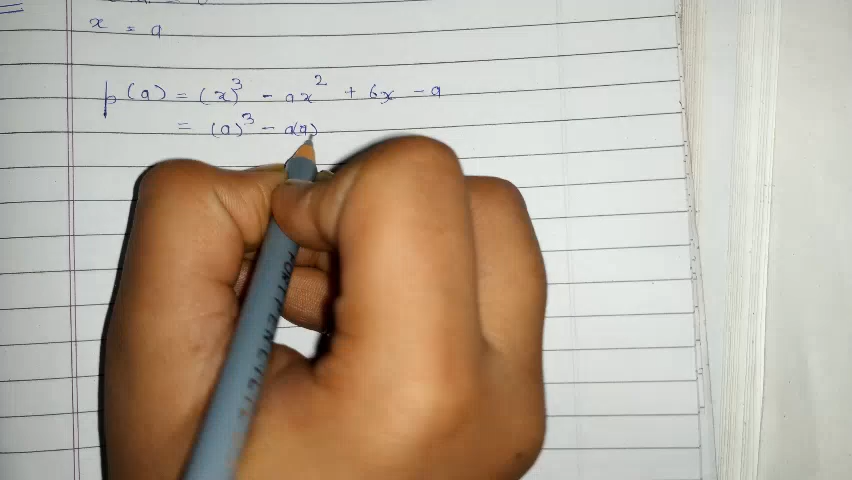 x = a
p(a) = (x)³ - ax² + 6x - a
= (a)³ - a(a)